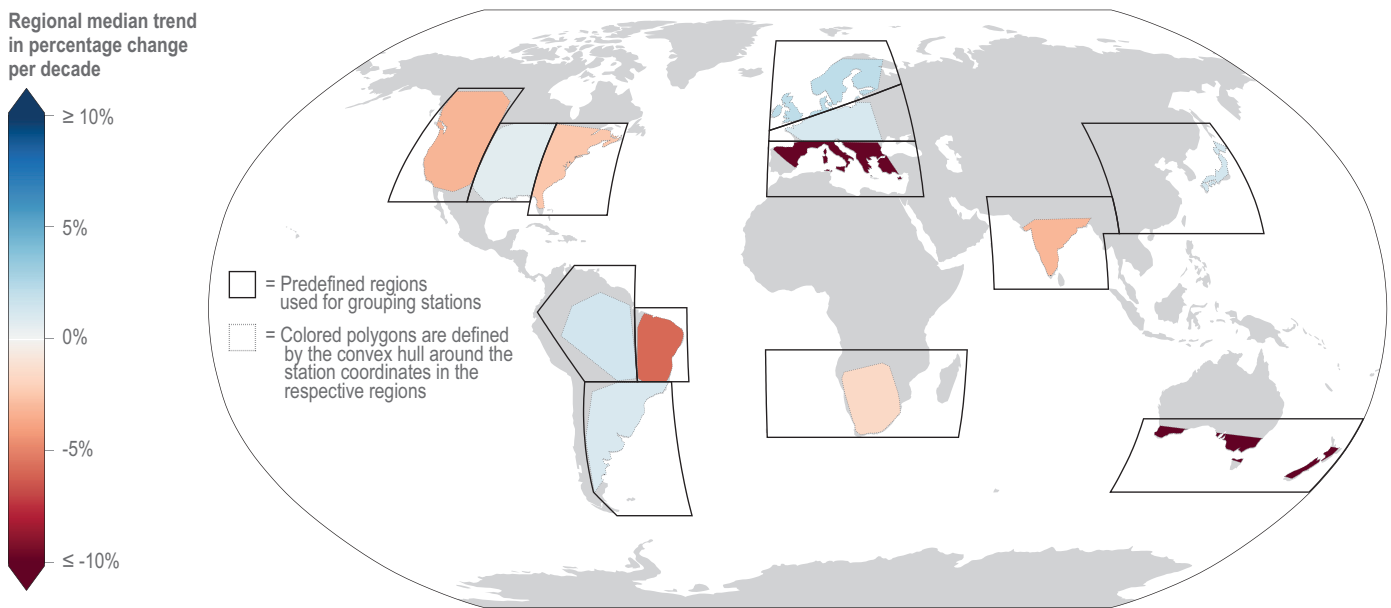 Regional median trend
in percentage change
per decade
≥ 10%
5%
0%
-5%
≤ -10%
= Predefined regions
used for grouping stations
= Colored polygons are defined
by the convex hull around the
station coordinates in the
respective regions